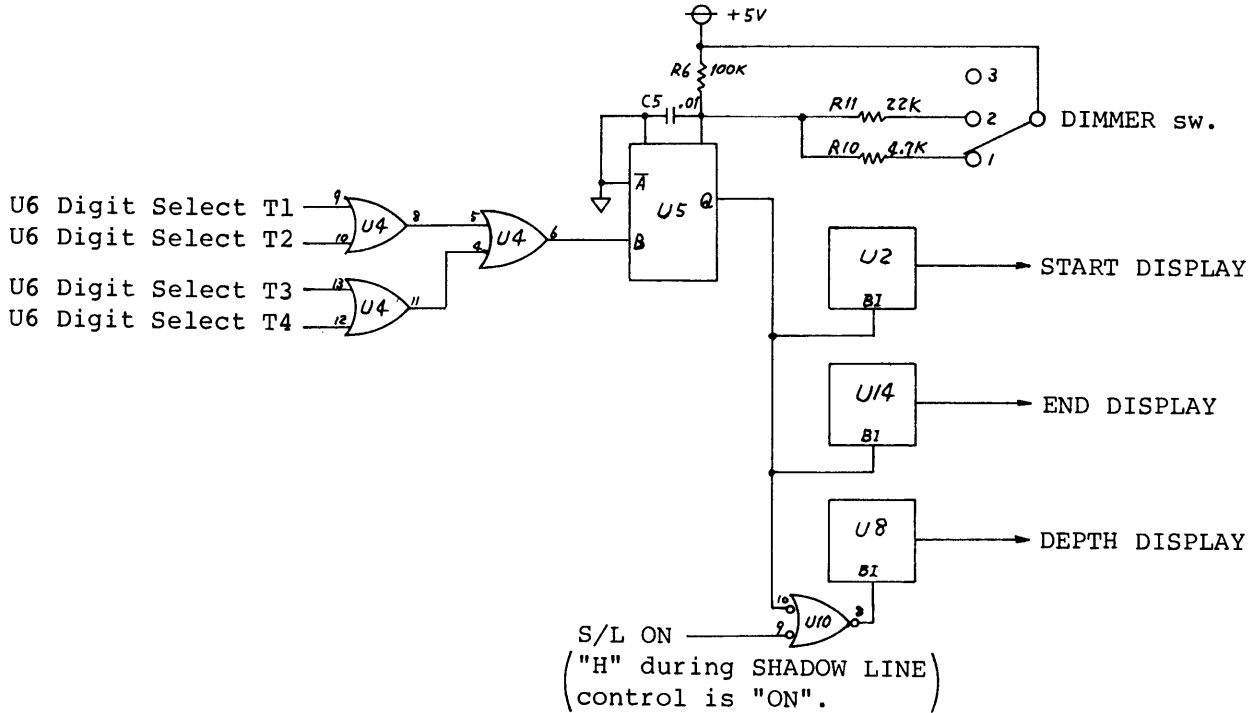 +5V
R6 100K
C5 .01
R11 22K
R10 4.7K
3
2
1
DIMMER sw.
U6 Digit Select T1
U6 Digit Select T2
U6 Digit Select T3
U6 Digit Select T4
9
10
U4
8
13
12
U4
11
5
4
U4
6
A
B
U5
Q
U2
BI
START DISPLAY
U14
BI
END DISPLAY
U8
BI
DEPTH DISPLAY
10
9
U10
8
S/L ON
("H" during SHADOW LINE
control is "ON".)